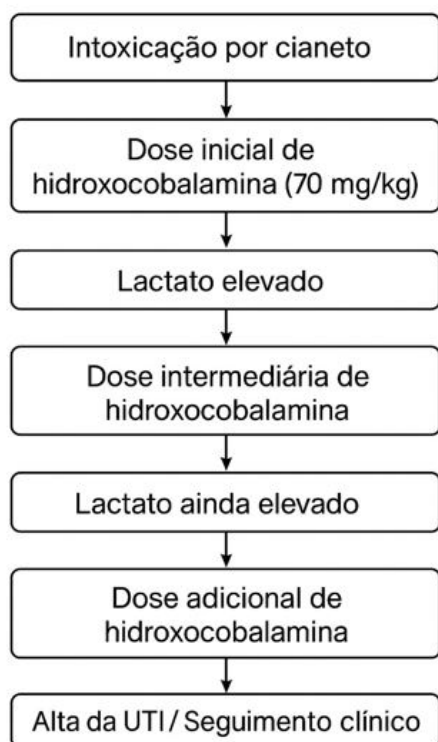 Intoxicação por cianeto
Dose inicial de
hidroxocobalamina (70 mg/kg)
Lactato elevado
Dose intermediária de
hidroxocobalamina
Lactato ainda elevado
Dose adicional de
hidroxocobalamina
Alta da UTI / Seguimento clínico